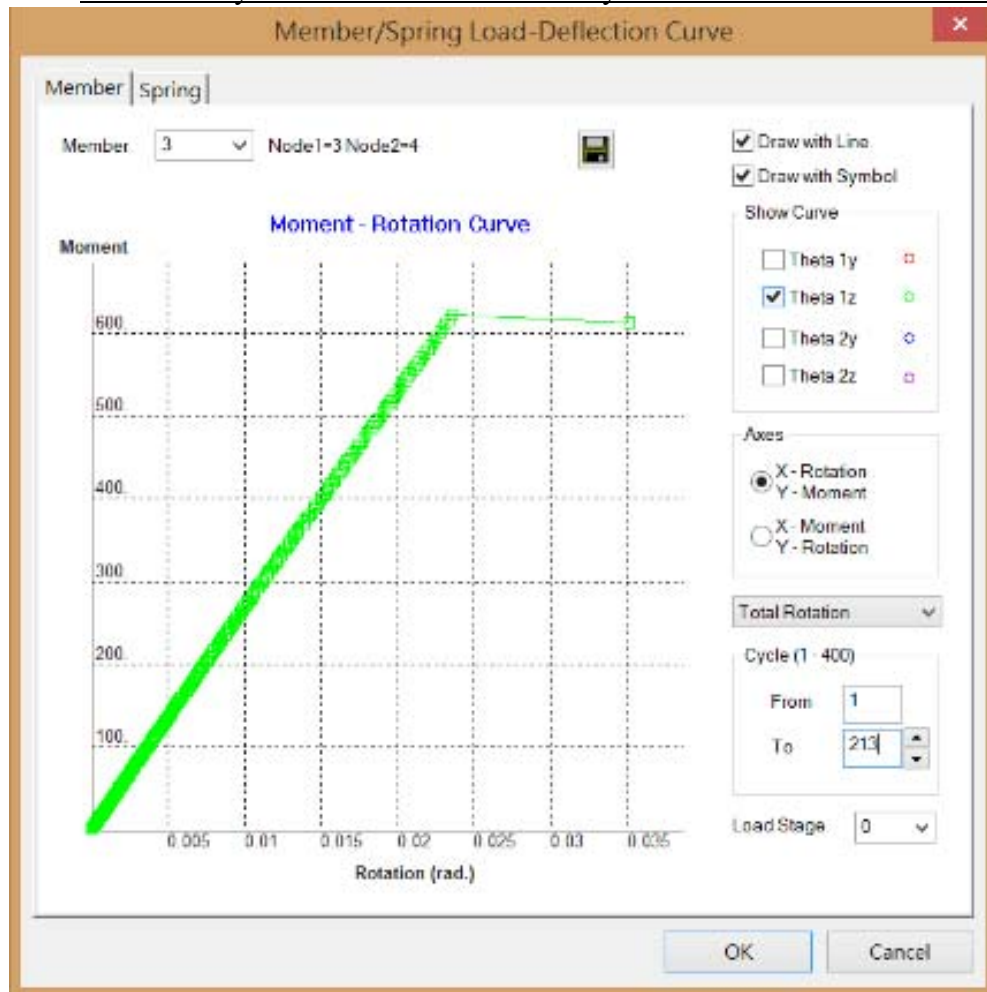 Member/Spring Load-Deflection Curve
Member Spring
Member 3 Node1=3 Node2=4
Draw with Line
Draw with Symbol
Moment - Rotation Curve
Moment
600.
500.
400.
300.
200.
100.
0.005 0.01 0.015 0.02 0.025 0.03 0.035
Rotation (rad.)
Show Curve
Theta 1y
Theta 1z
Theta 2y
Theta 2z
Axes
X - Rotation
Y - Moment
X - Moment
Y - Rotation
Total Rotation
Cycle (1 - 400)
From 1
To 213
Load Stage 0
OK Cancel